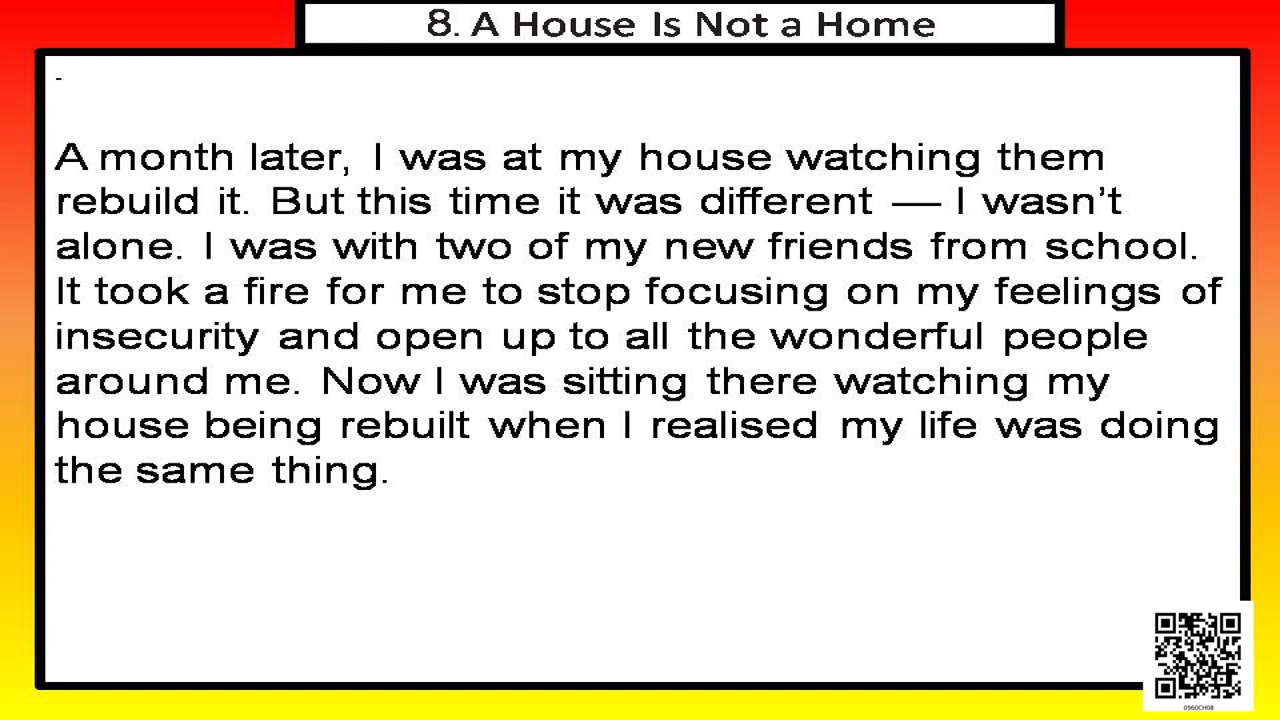 8. A House Is Not a Home
-
A month later, I was at my house watching them
rebuild it. But this time it was different — I wasn't
alone. I was with two of my new friends from school.
It took a fire for me to stop focusing on my feelings of
insecurity and open up to all the wonderful people
around me. Now I was sitting there watching my
house being rebuilt when I realised my life was doing
the same thing.
0960CH08